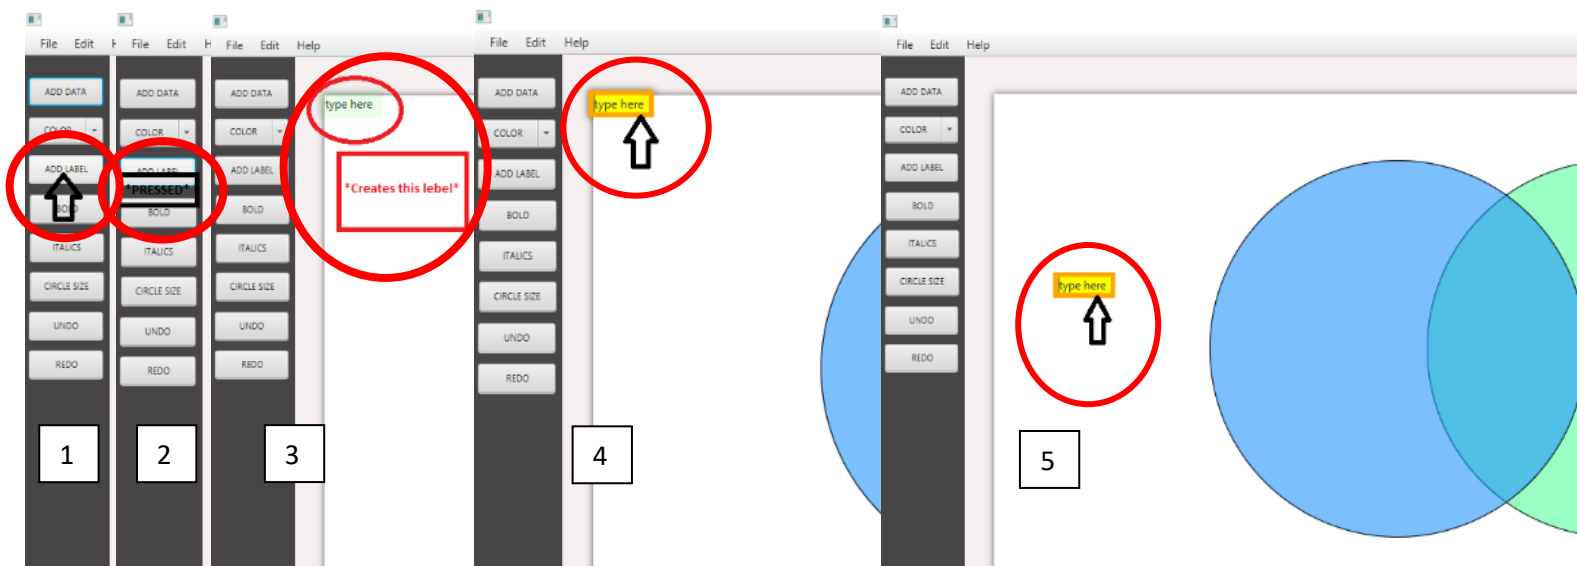 File Edit H
ADD DATA
COLOR
ADD LABEL
BOLD
ITALICS
CIRCLE SIZE
UNDO
REDO
1
File Edit H
ADD DATA
COLOR
ADD LABEL
*PRESSED*
BOLD
ITALICS
CIRCLE SIZE
UNDO
REDO
2
File Edit Help
ADD DATA
COLOR
ADD LABEL
BOLD
ITALICS
CIRCLE SIZE
UNDO
REDO
type here
*Creates this lebel*
3
File Edit Help
ADD DATA
COLOR
ADD LABEL
BOLD
ITALICS
CIRCLE SIZE
UNDO
REDO
type here
4
File Edit Help
ADD DATA
COLOR
ADD LABEL
BOLD
ITALICS
CIRCLE SIZE
UNDO
REDO
type here
5